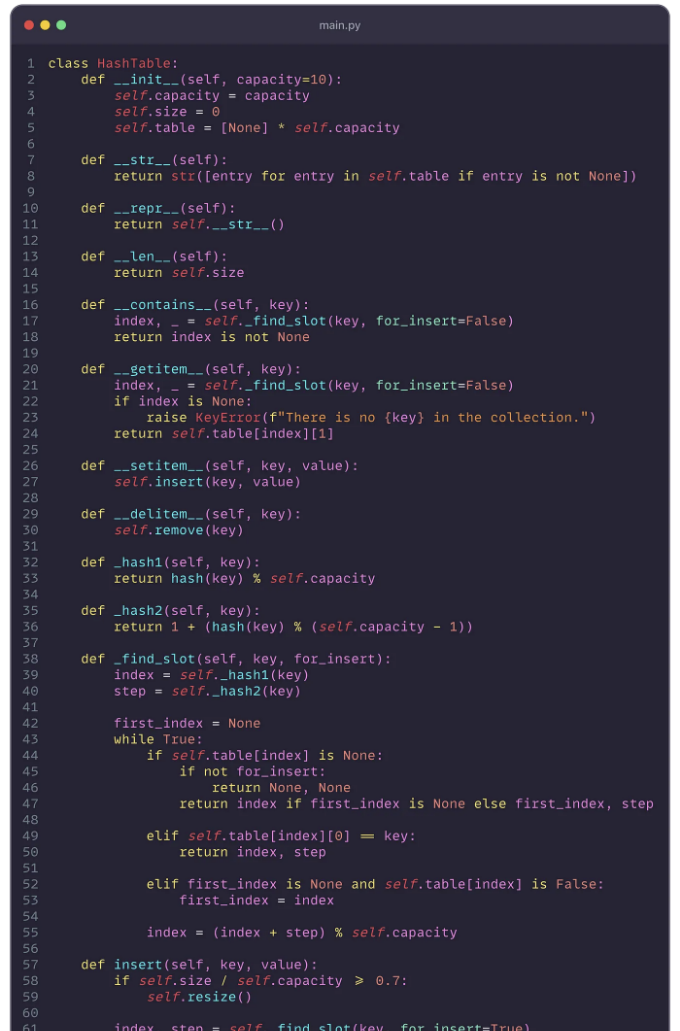 main.py
1 class HashTable:
2     def __init__(self, capacity=10):
3         self.capacity = capacity
4         self.size = 0
5         self.table = [None] * self.capacity
6
7     def __str__(self):
8         return str([entry for entry in self.table if entry is not None])
9
10     def __repr__(self):
11         return self.__str__()
12
13     def __len__(self):
14         return self.size
15
16     def __contains__(self, key):
17         index, _ = self._find_slot(key, for_insert=False)
18         return index is not None
19
20     def __getitem__(self, key):
21         index, _ = self._find_slot(key, for_insert=False)
22         if index is None:
23             raise KeyError(f"There is no {key} in the collection.")
24         return self.table[index][1]
25
26     def __setitem__(self, key, value):
27         self.insert(key, value)
28
29     def __delitem__(self, key):
30         self.remove(key)
31
32     def _hash1(self, key):
33         return hash(key) % self.capacity
34
35     def _hash2(self, key):
36         return 1 + (hash(key) % (self.capacity - 1))
37
38     def _find_slot(self, key, for_insert):
39         index = self._hash1(key)
40         step = self._hash2(key)
41
42         first_index = None
43         while True:
44             if self.table[index] is None:
45                 if not for_insert:
46                     return None, None
47                 return index if first_index is None else first_index, step
48
49             elif self.table[index][0] == key:
50                 return index, step
51
52             elif first_index is None and self.table[index] is False:
53                 first_index = index
54
55             index = (index + step) % self.capacity
56
57     def insert(self, key, value):
58         if self.size / self.capacity ≥ 0.7:
59             self.resize()
60
61         index, step = self._find_slot(key, for_insert=True)